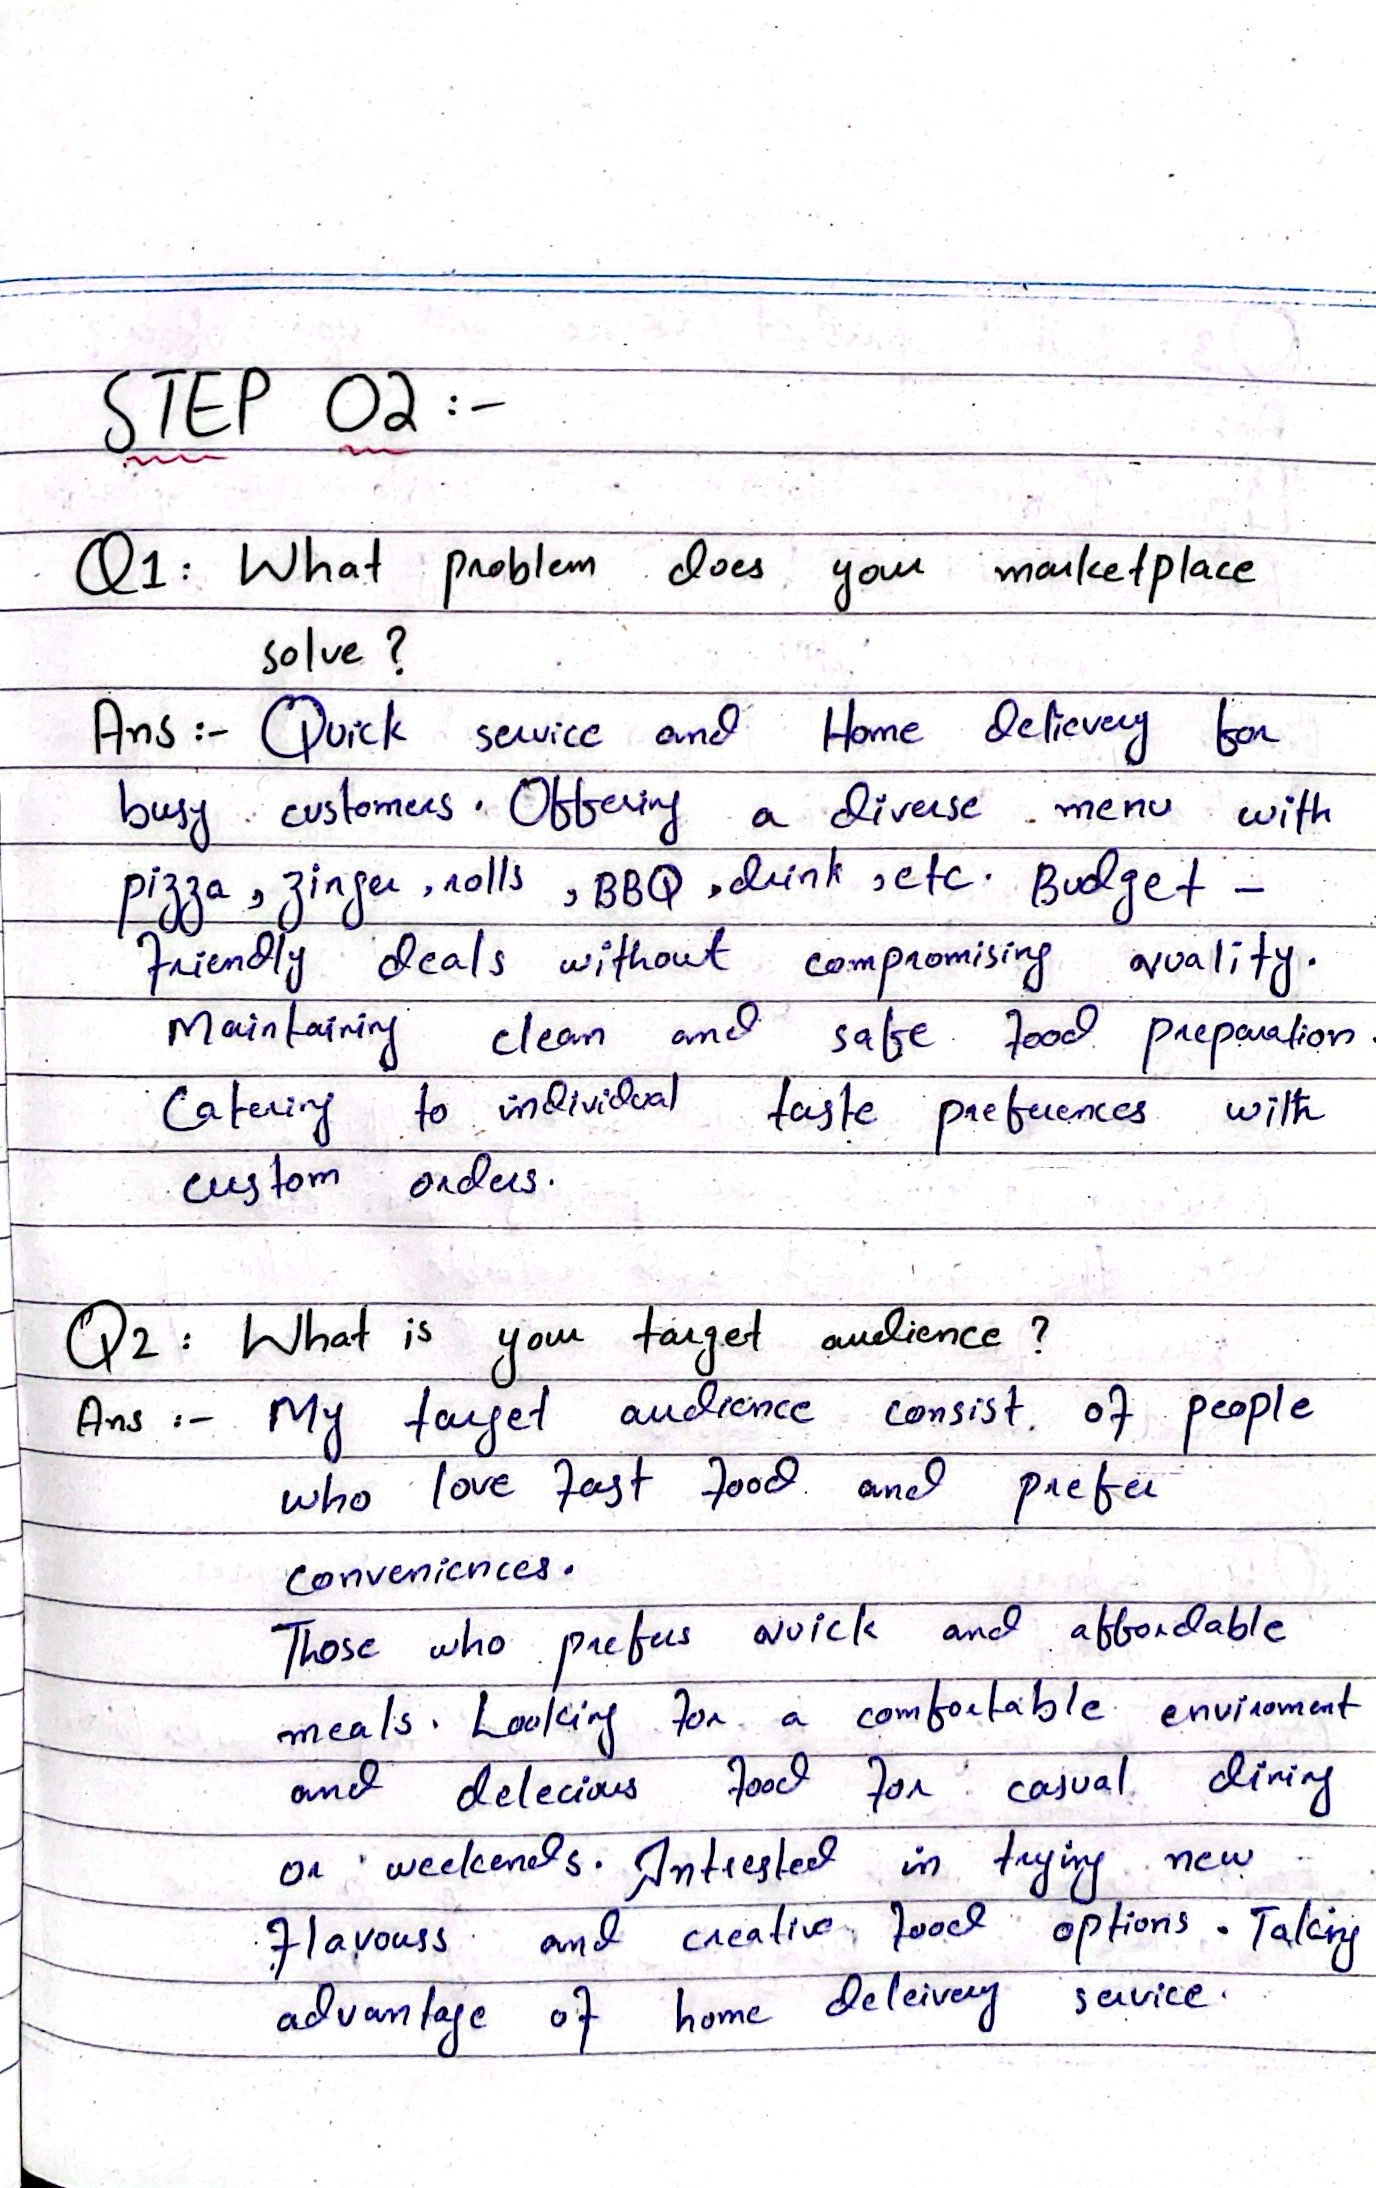 STEP 02 :-
Q1: What problem does your marketplace
solve ?
Ans :- Quick service and Home delievery for
busy customers. Offering a diverse menu with
pizza, zinger, rolls, BBQ, drink, etc. Budget -
friendly deals without compromising quality.
Maintaining clean and safe food preparation.
Catering to individual taste preferences with
custom orders.
Q2 : What is your target audience ?
Ans :- My target audience consist of people
who love fast food and prefer
conveniences.
Those who prefers quick and affordable
meals. Looking for a comfortable enviroment
and delecious food for casual dining
or weekends. Intrested in trying new
flavourss and creative food options. Taking
advantage of home deleivery service.